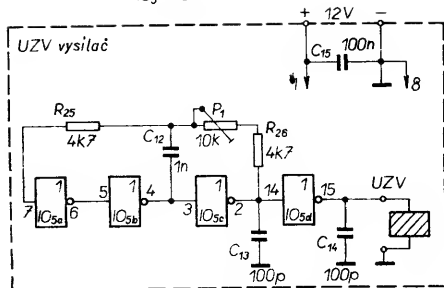 + 12V −
UZV vysílač
C15 100n
1 8
R25
4k7
P1
10k
R26
4k7
C12
1n
1 1 1 1
7 IO5a 6 5 IO5b 4 3 IO5c 2 14 IO5d 15
UZV
C13
100p
C14
100p